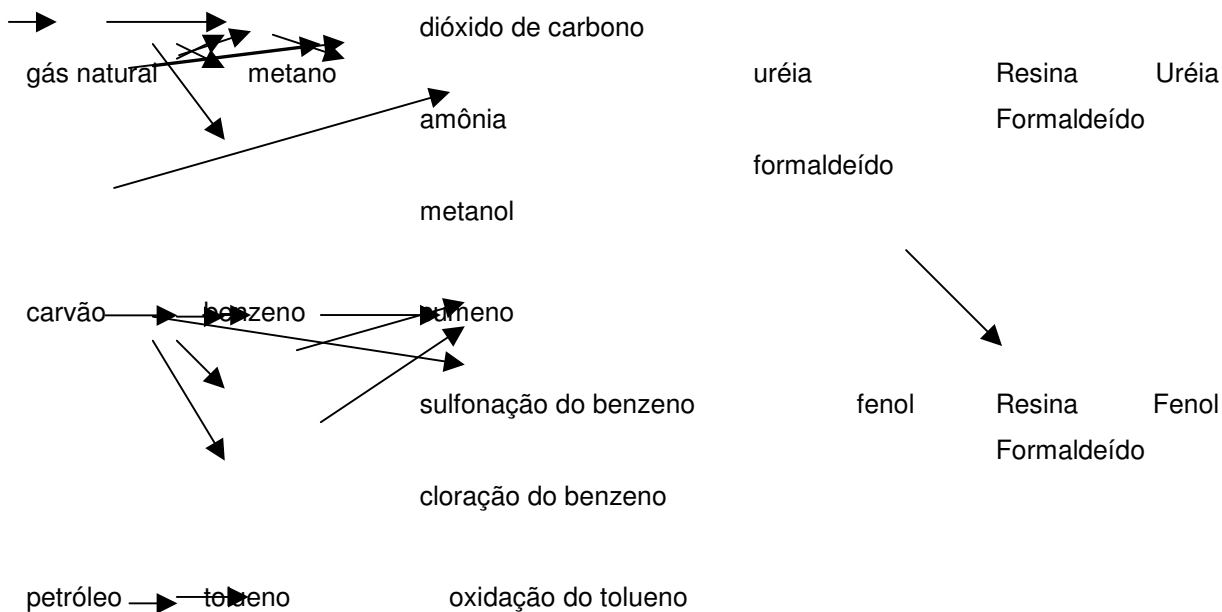 dióxido de carbono
gás natural metano uréia Resina Uréia
amônia Formaldeído
formaldeído
metanol
carvão benzeno cumeno
sulfonação do benzeno fenol Resina Fenol
Formaldeído
cloração do benzeno
petróleo tolueno oxidação do tolueno